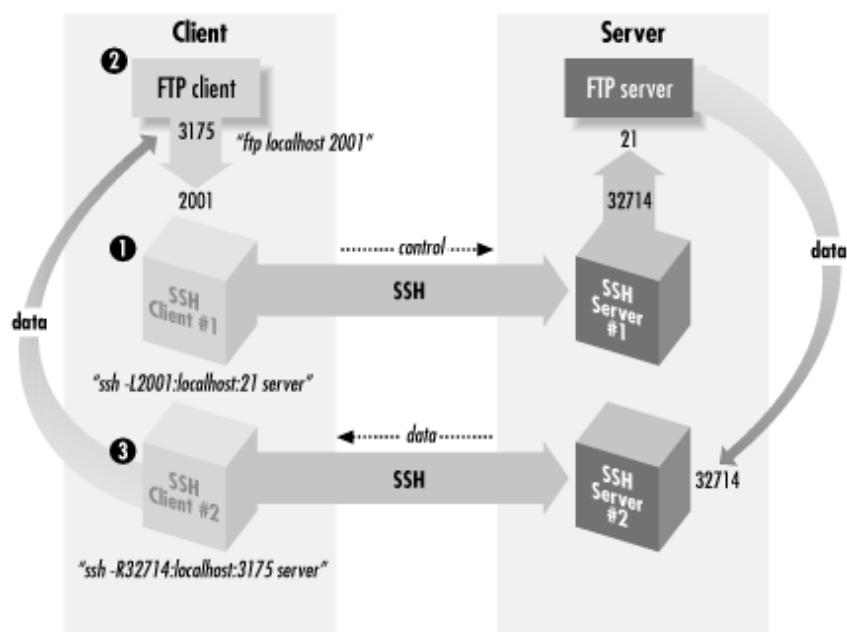 Client
Server
2
FTP client
FTP server
3175
"ftp localhost 2001"
21
2001
32714
1
control
data
SSH
Client #1
SSH
SSH
Server
#1
data
"ssh -L2001:localhost:21 server"
3
data
SSH
Client #2
SSH
SSH
Server
#2
32714
"ssh -R32714:localhost:3175 server"